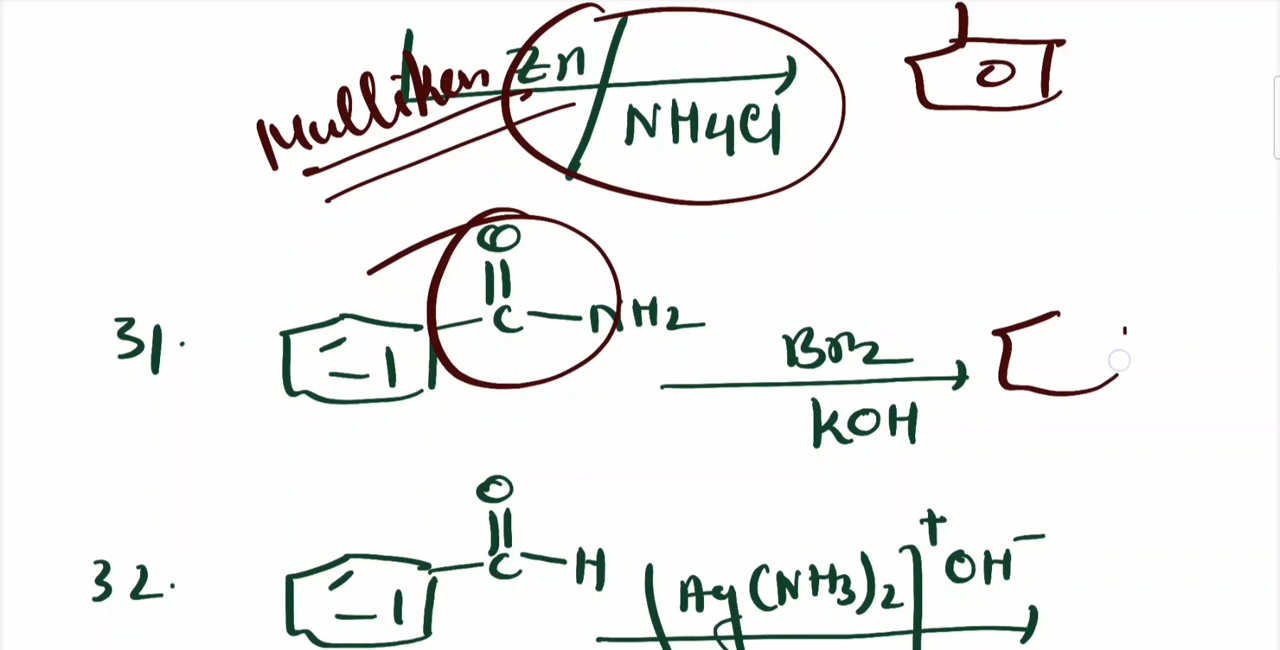 Mulliken Zn
NH4Cl
O
O
31. C—NH2 Br2
KOH
O
32. C—H [Ag(NH3)2]+ OH−